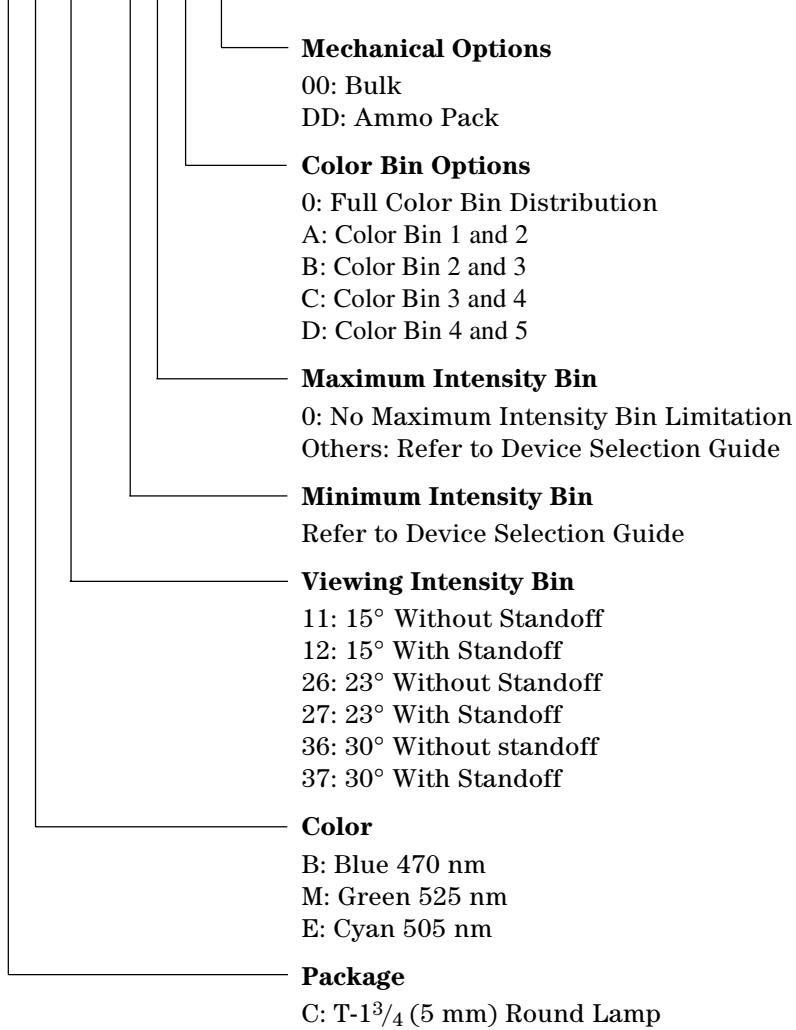 Mechanical Options
00: Bulk
DD: Ammo Pack
Color Bin Options
0: Full Color Bin Distribution
A: Color Bin 1 and 2
B: Color Bin 2 and 3
C: Color Bin 3 and 4
D: Color Bin 4 and 5
Maximum Intensity Bin
0: No Maximum Intensity Bin Limitation
Others: Refer to Device Selection Guide
Minimum Intensity Bin
Refer to Device Selection Guide
Viewing Intensity Bin
11: 15° Without Standoff
12: 15° With Standoff
26: 23° Without Standoff
27: 23° With Standoff
36: 30° Without standoff
37: 30° With Standoff
Color
B: Blue 470 nm
M: Green 525 nm
E: Cyan 505 nm
Package
C: T-1³/₄ (5 mm) Round Lamp